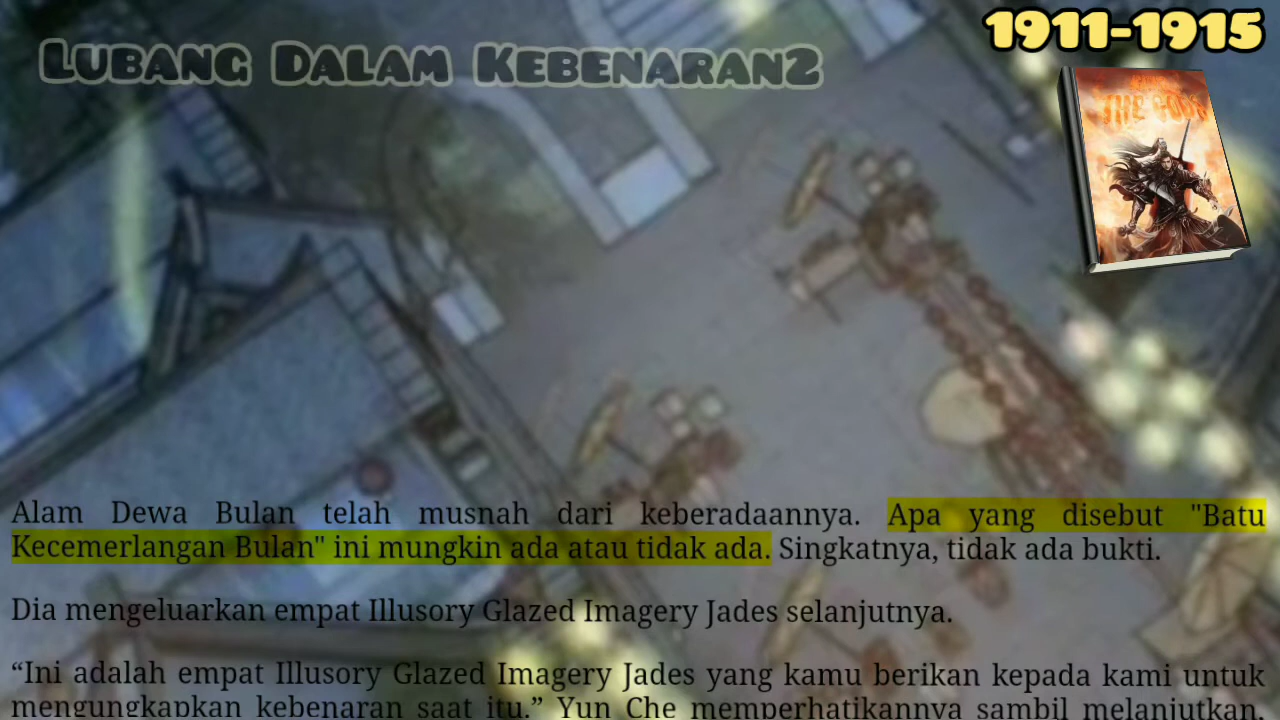 1911-1915
Lubang Dalam Kebenaran2
THE GODS
Alam Dewa Bulan telah musnah dari keberadaannya. Apa yang disebut "Batu
Kecemerlangan Bulan" ini mungkin ada atau tidak ada. Singkatnya, tidak ada bukti.
Dia mengeluarkan empat Illusory Glazed Imagery Jades selanjutnya.
“Ini adalah empat Illusory Glazed Imagery Jades yang kamu berikan kepada kami untuk
mengungkapkan kebenaran saat itu.” Yun Che memperhatikannya sambil melanjutkan,